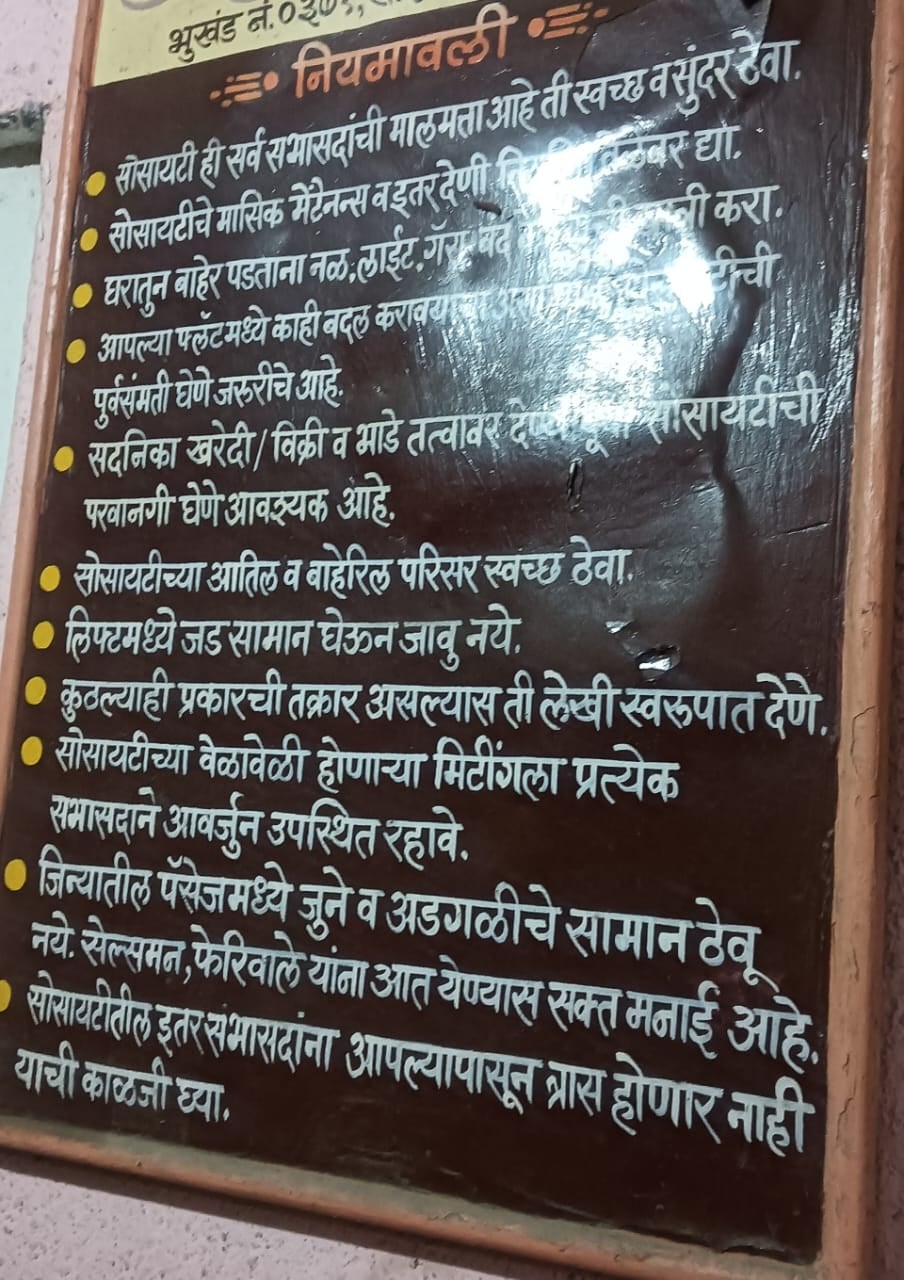 भुखंड नं.०३७९,
नियमावली
सोसायटी ही सर्व सभासदांची मालमत्ता आहे ती स्वच्छ व सुंदर ठेवा.
सोसायटीचे मासिक मेंटेनन्स व इतर देणी वेळेवर द्या.
घरातुन बाहेर पडताना नळ,लाईट,गॅस बंद करा.
आपल्या फ्लॅटमध्ये काही बदल करावयाचा
पुर्वसंमती घेणे जरूरीचे आहे.
सदनिका खरेदी/विक्री व भाडे तत्वावर सोसायटीची
परवानगी घेणे आवश्यक आहे.
सोसायटीच्या आतिल व बाहेरिल परिसर स्वच्छ ठेवा.
लिफ्टमध्ये जड सामान घेऊन जावु नये.
कुठल्याही प्रकारची तक्रार असल्यास ती लेखी स्वरूपात देणे.
सोसायटीच्या वेळावेळी होणाऱ्या मिटींगला प्रत्येक
सभासदाने आवर्जुन उपस्थित रहावे.
जिन्यातील पॅसेजमध्ये जुने व अडगळीचे सामान ठेवू
नये. सेल्समन,फेरिवाले यांना आत येण्यास सक्त मनाई आहे.
सोसायटीतील इतर सभासदांना आपल्यापासून त्रास होणार नाही
याची काळजी घ्या.